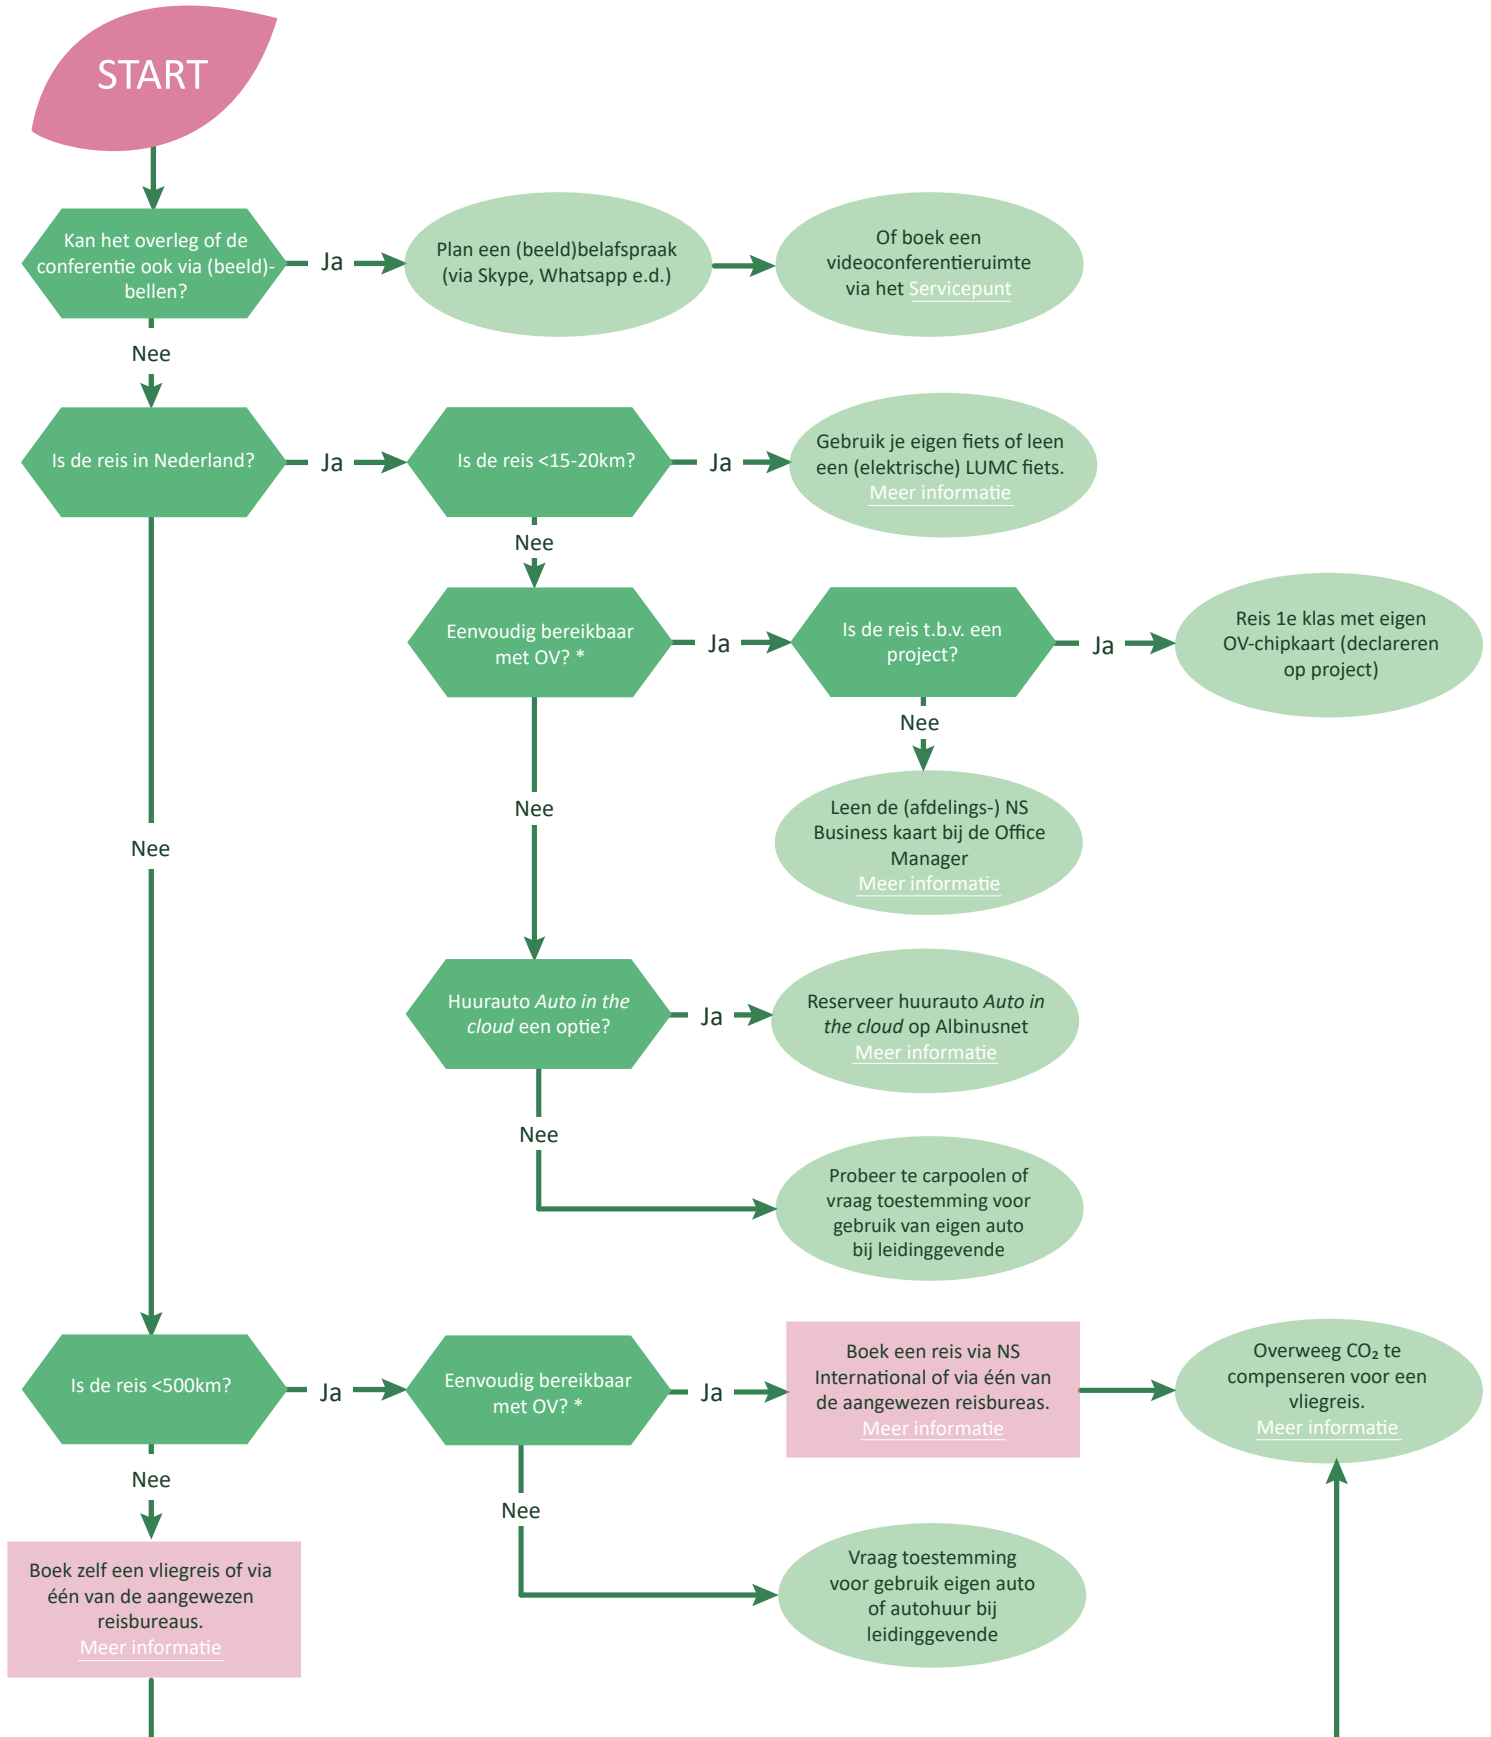 START
Kan het overleg of de
conferentie ook via (beeld)-
bellen?
Ja
Plan een (beeld)belafspraak
(via Skype, Whatsapp e.d.)
Of boek een
videoconferentieruimte
via het Servicepunt
Nee
Is de reis in Nederland?
Ja
Is de reis <15-20km?
Ja
Gebruik je eigen fiets of leen
een (elektrische) LUMC fiets.
Meer informatie
Nee
Eenvoudig bereikbaar
met OV? *
Ja
Is de reis t.b.v. een
project?
Ja
Reis 1e klas met eigen
OV-chipkaart (declareren
op project)
Nee
Leen de (afdelings-) NS
Business kaart bij de Office
Manager
Meer informatie
Nee
Nee
Huurauto Auto in the
cloud een optie?
Ja
Reserveer huurauto Auto in
the cloud op Albinusnet
Meer informatie
Nee
Probeer te carpoolen of
vraag toestemming voor
gebruik van eigen auto
bij leidinggevende
Is de reis <500km?
Ja
Eenvoudig bereikbaar
met OV? *
Ja
Boek een reis via NS
International of via één van
de aangewezen reisbureas.
Meer informatie
Overweeg CO₂ te
compenseren voor een
vliegreis.
Meer informatie
Nee
Nee
Boek zelf een vliegreis of via
één van de aangewezen
reisbureaus.
Meer informatie
Vraag toestemming
voor gebruik eigen auto
of autohuur bij
leidinggevende